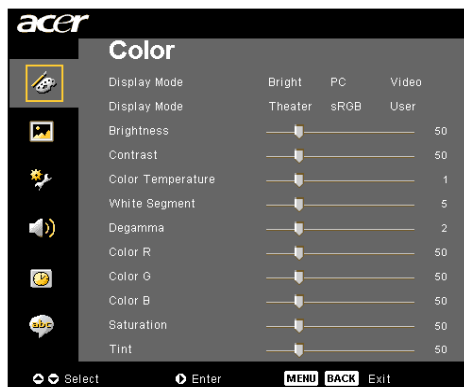 acer
Color
Display Mode Bright PC Video
Display Mode Theater sRGB User
Brightness 50
Contrast 50
Color Temperature 1
White Segment 5
Degamma 2
Color R 50
Color G 50
Color B 50
Saturation 50
Tint 50
abc
Select Enter MENU BACK Exit